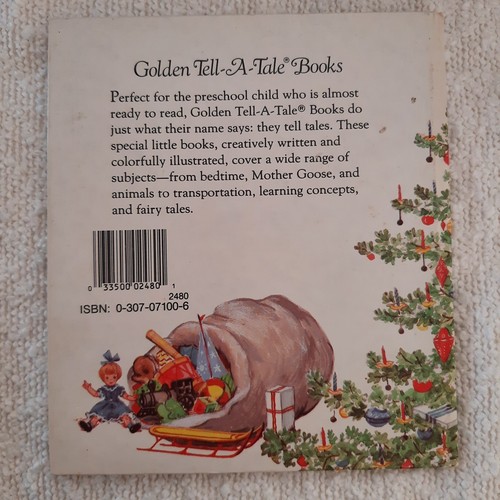 Golden Tell-A-Tale® Books
Perfect for the preschool child who is almost
ready to read, Golden Tell-A-Tale® Books do
just what their name says: they tell tales. These
special little books, creatively written and
colorfully illustrated, cover a wide range of
subjects—from bedtime, Mother Goose, and
animals to transportation, learning concepts,
and fairy tales.
0 33500 02480 1
2480
ISBN: 0-307-07100-6